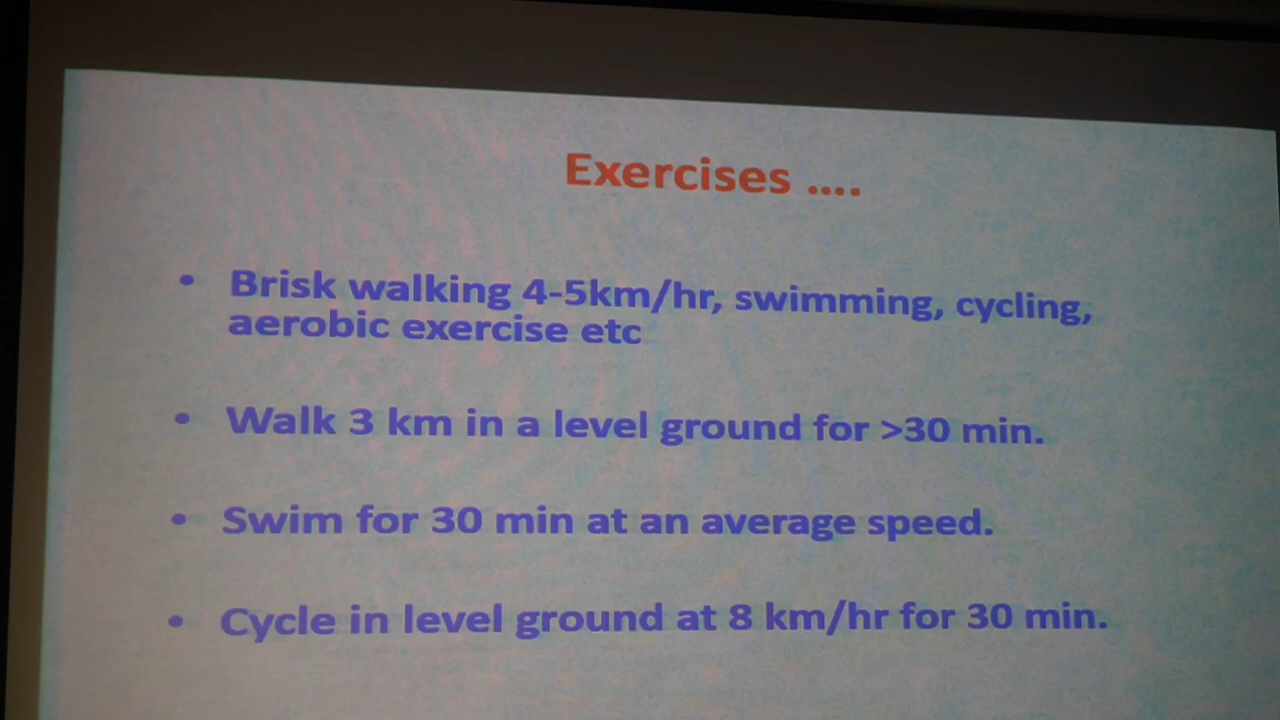 Exercises ....
• Brisk walking 4-5km/hr, swimming, cycling,
aerobic exercise etc
• Walk 3 km in a level ground for >30 min.
• Swim for 30 min at an average speed.
• Cycle in level ground at 8 km/hr for 30 min.